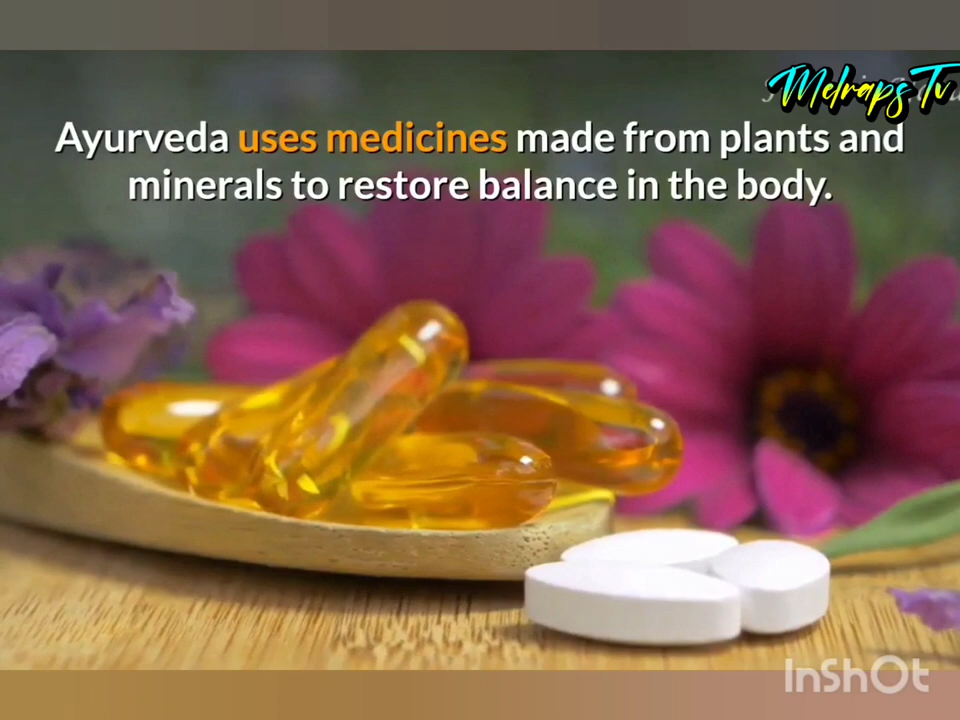 Melraps Tv
Ayurveda uses medicines made from plants and
minerals to restore balance in the body.
InShOt